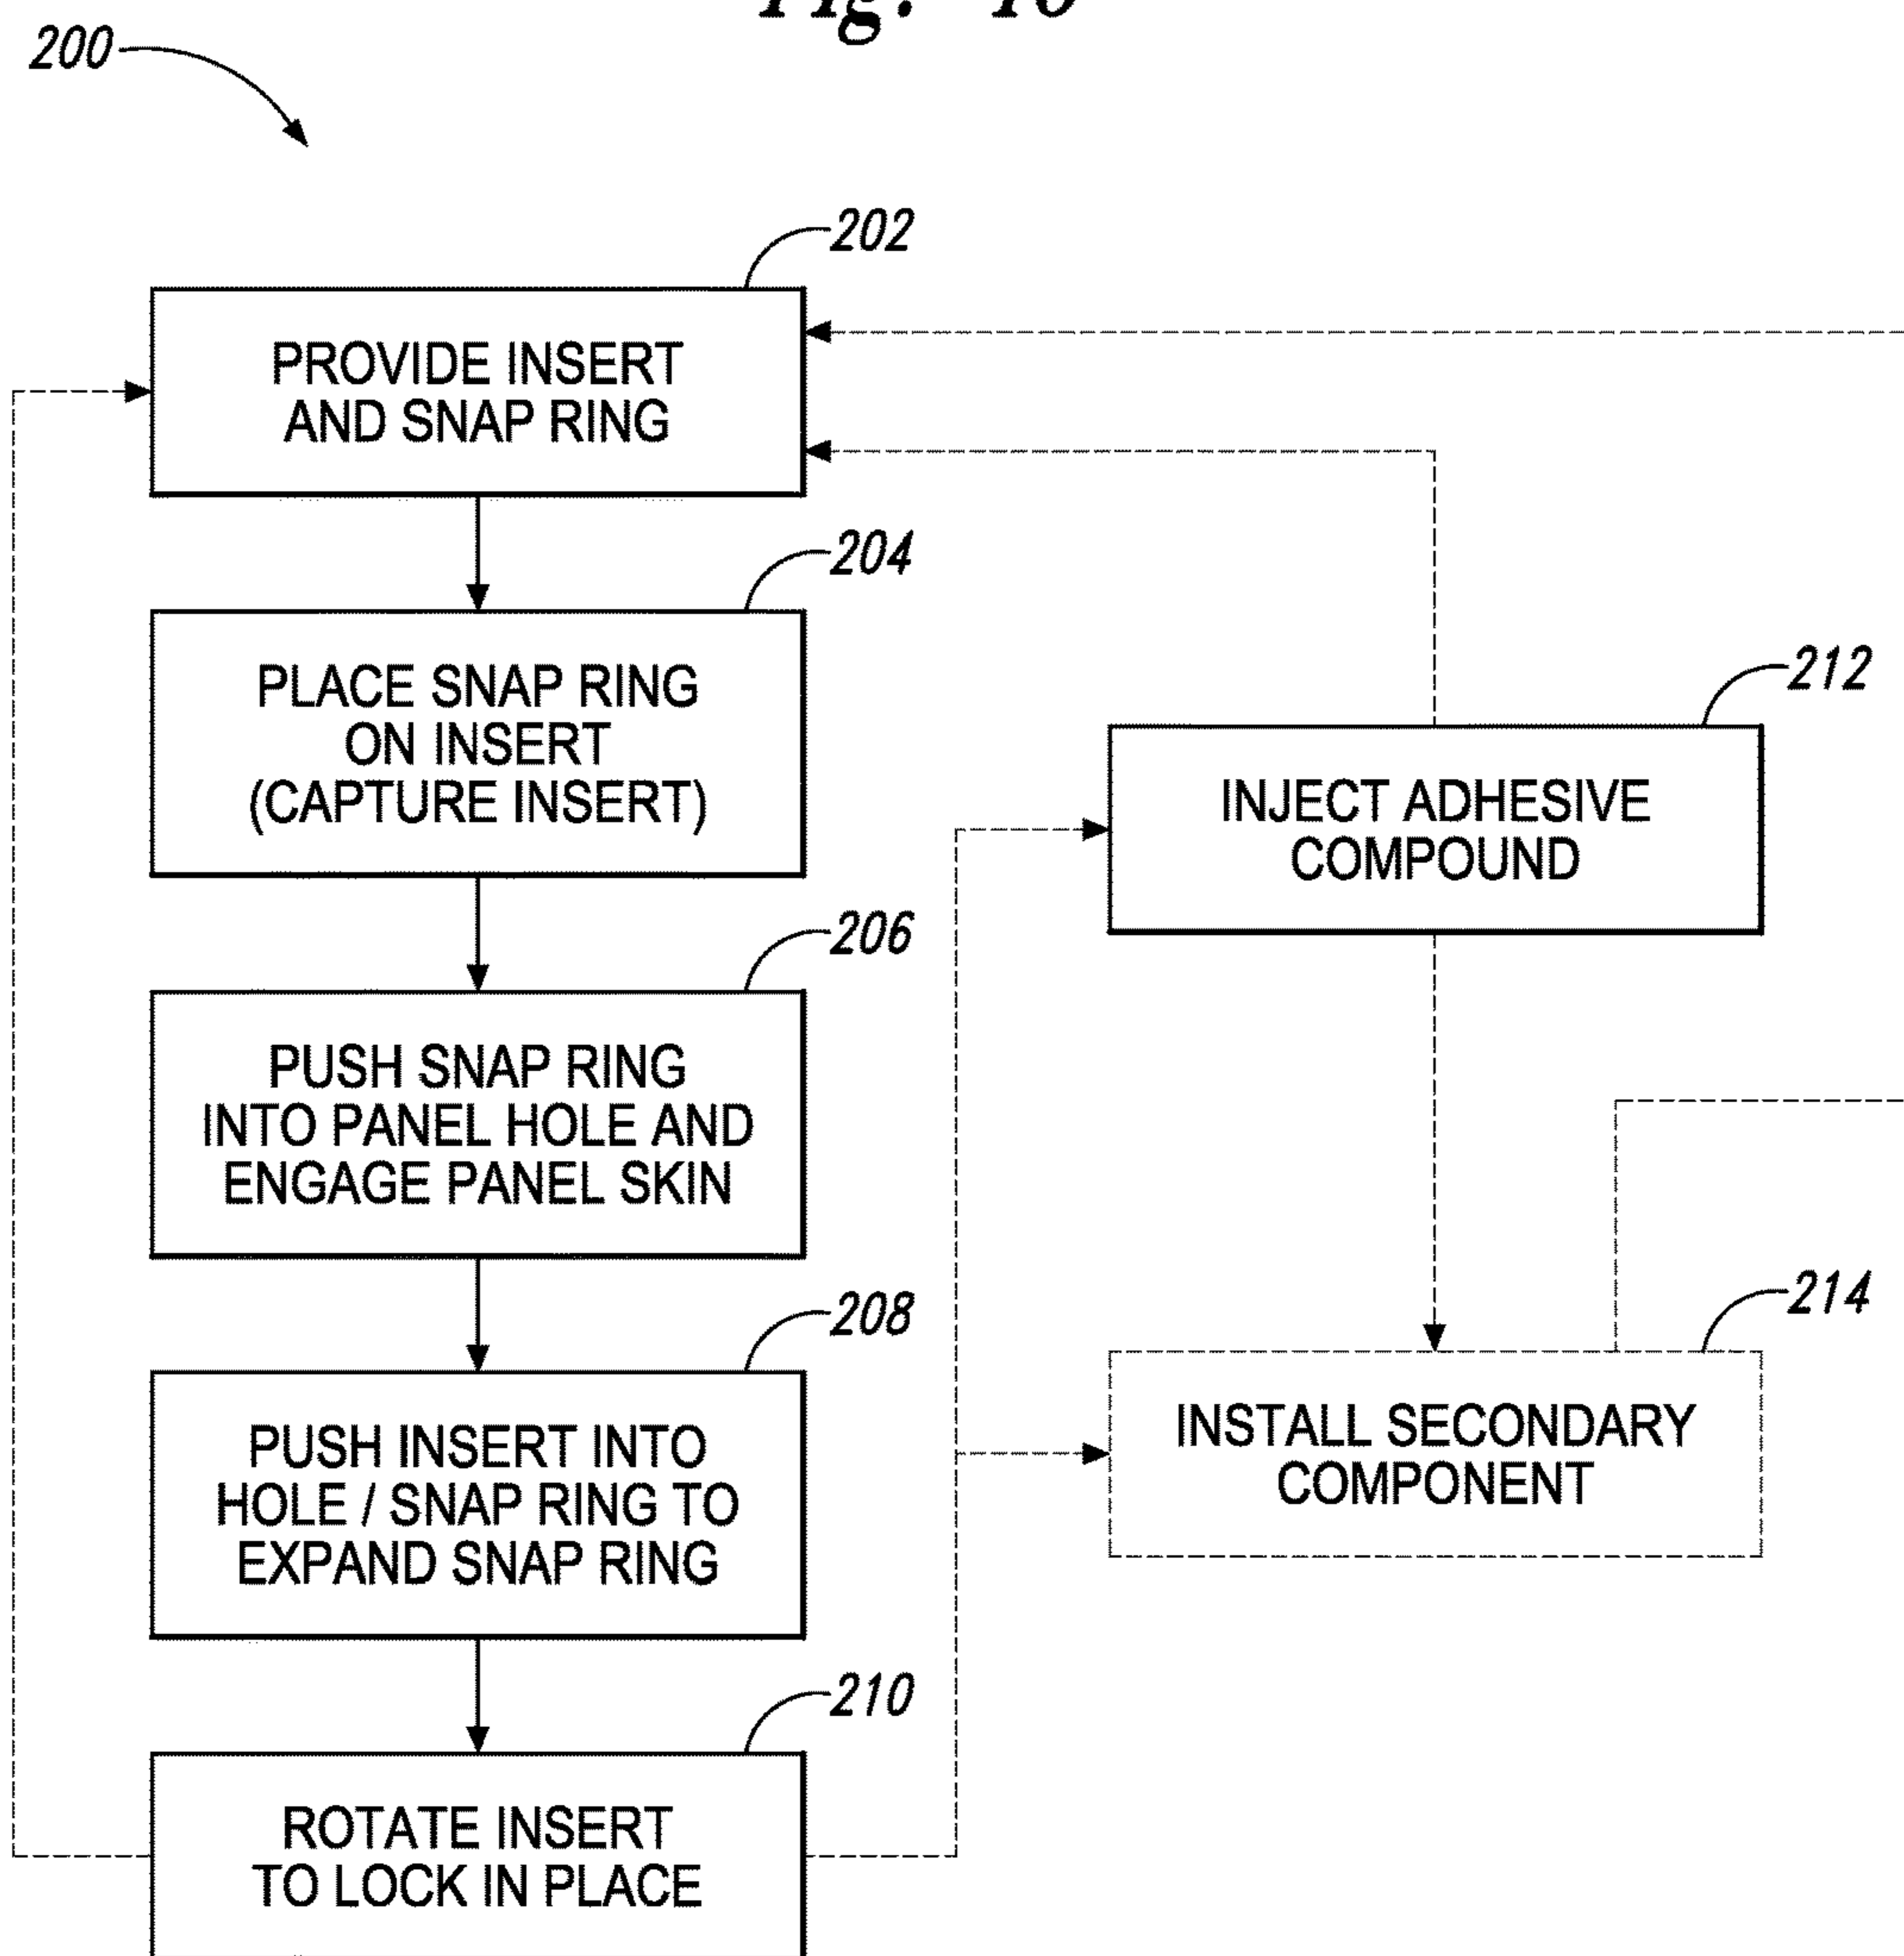 200
202
PROVIDE INSERT
AND SNAP RING
204
PLACE SNAP RING
ON INSERT
(CAPTURE INSERT)
206
PUSH SNAP RING
INTO PANEL HOLE AND
ENGAGE PANEL SKIN
208
PUSH INSERT INTO
HOLE / SNAP RING TO
EXPAND SNAP RING
210
ROTATE INSERT
TO LOCK IN PLACE
212
INJECT ADHESIVE
COMPOUND
214
INSTALL SECONDARY
COMPONENT